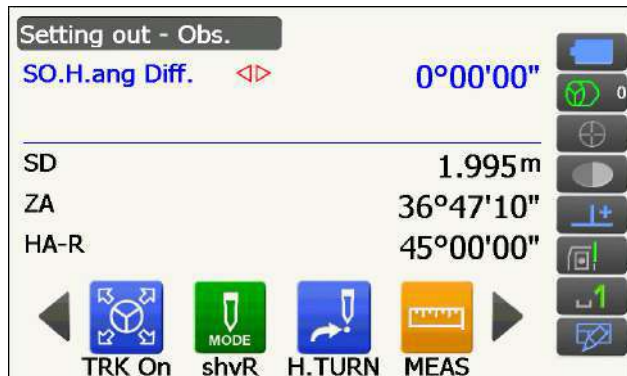 Setting out - Obs.
SO.H.ang Diff. 0°00'00"
0
SD 1.995 m
ZA 36°47'10"
HA-R 45°00'00"
1
MODE
TRK On shvR H.TURN MEAS